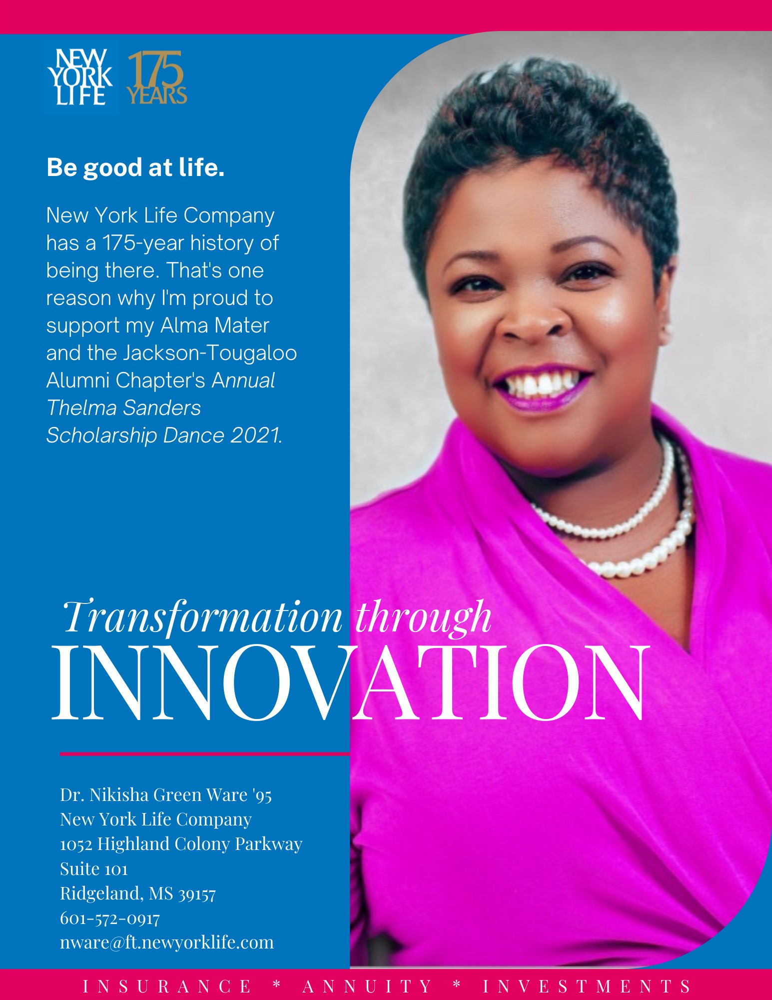 NEW
YORK
LIFE
175
YEARS
Be good at life.
New York Life Company
has a 175-year history of
being there. That's one
reason why I'm proud to
support my Alma Mater
and the Jackson-Tougaloo
Alumni Chapter's Annual
Thelma Sanders
Scholarship Dance 2021.
Transformation through
INNOVATION
Dr. Nikisha Green Ware '95
New York Life Company
1052 Highland Colony Parkway
Suite 101
Ridgeland, MS 39157
601-572-0917
nware@ft.newyorklife.com
INSURANCE * ANNUITY * INVESTMENTS